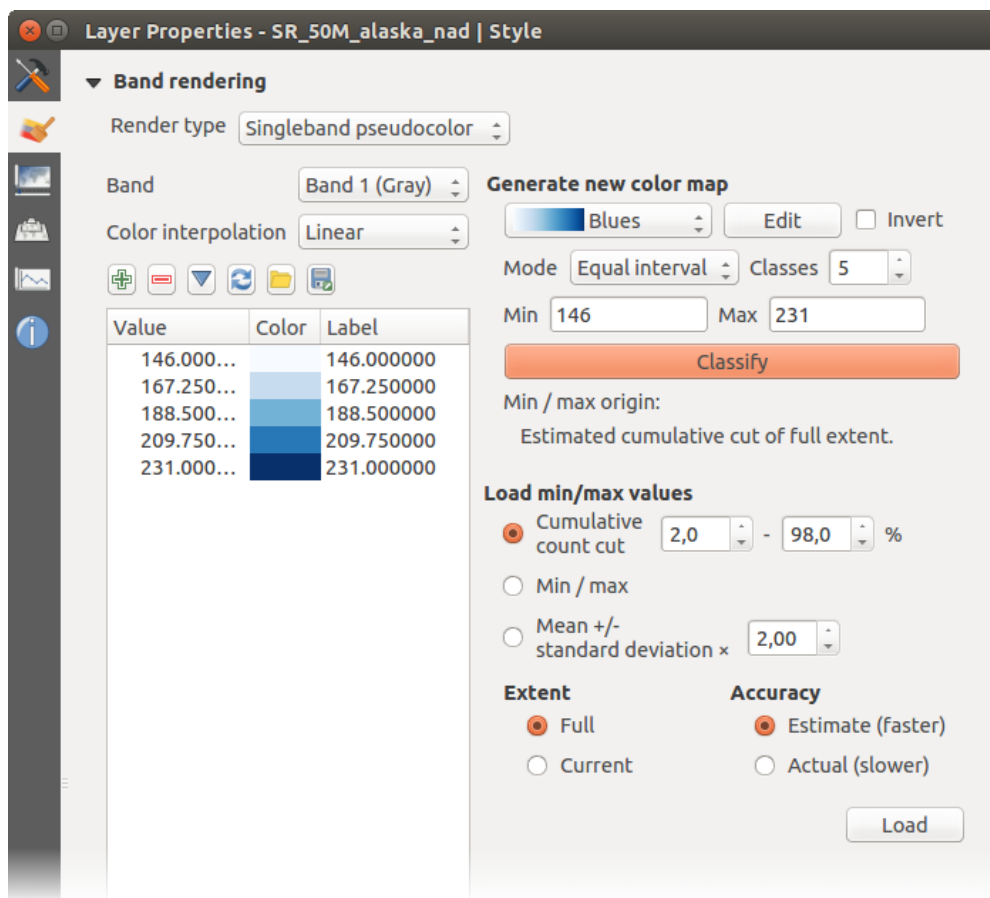 Layer Properties - SR_50M_alaska_nad | Style
Band rendering
Render type Singleband pseudocolor
Band Band 1 (Gray)
Color interpolation Linear
Value Color Label
146.000... 146.000000
167.250... 167.250000
188.500... 188.500000
209.750... 209.750000
231.000... 231.000000
Generate new color map
Blues Edit Invert
Mode Equal interval Classes 5
Min 146 Max 231
Classify
Min / max origin:
Estimated cumulative cut of full extent.
Load min/max values
Cumulative
count cut 2,0 - 98,0 %
Min / max
Mean +/-
standard deviation × 2,00
Extent Accuracy
Full Estimate (faster)
Current Actual (slower)
Load